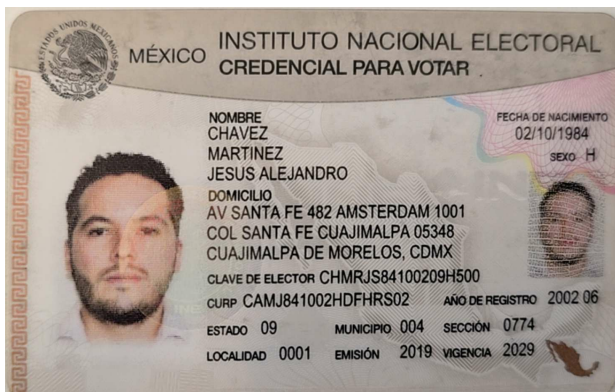 ESTADOS UNIDOS MEXICANOS
MÉXICO INSTITUTO NACIONAL ELECTORAL
CREDENCIAL PARA VOTAR
NOMBRE FECHA DE NACIMIENTO
CHAVEZ 02/10/1984
MARTINEZ SEXO H
JESUS ALEJANDRO
DOMICILIO
AV SANTA FE 482 AMSTERDAM 1001
COL SANTA FE CUAJIMALPA 05348
CUAJIMALPA DE MORELOS, CDMX
CLAVE DE ELECTOR CHMRJS84100209H500
CURP CAMJ841002HDFHRS02 AÑO DE REGISTRO 2002 06
ESTADO 09 MUNICIPIO 004 SECCIÓN 0774
LOCALIDAD 0001 EMISIÓN 2019 VIGENCIA 2029